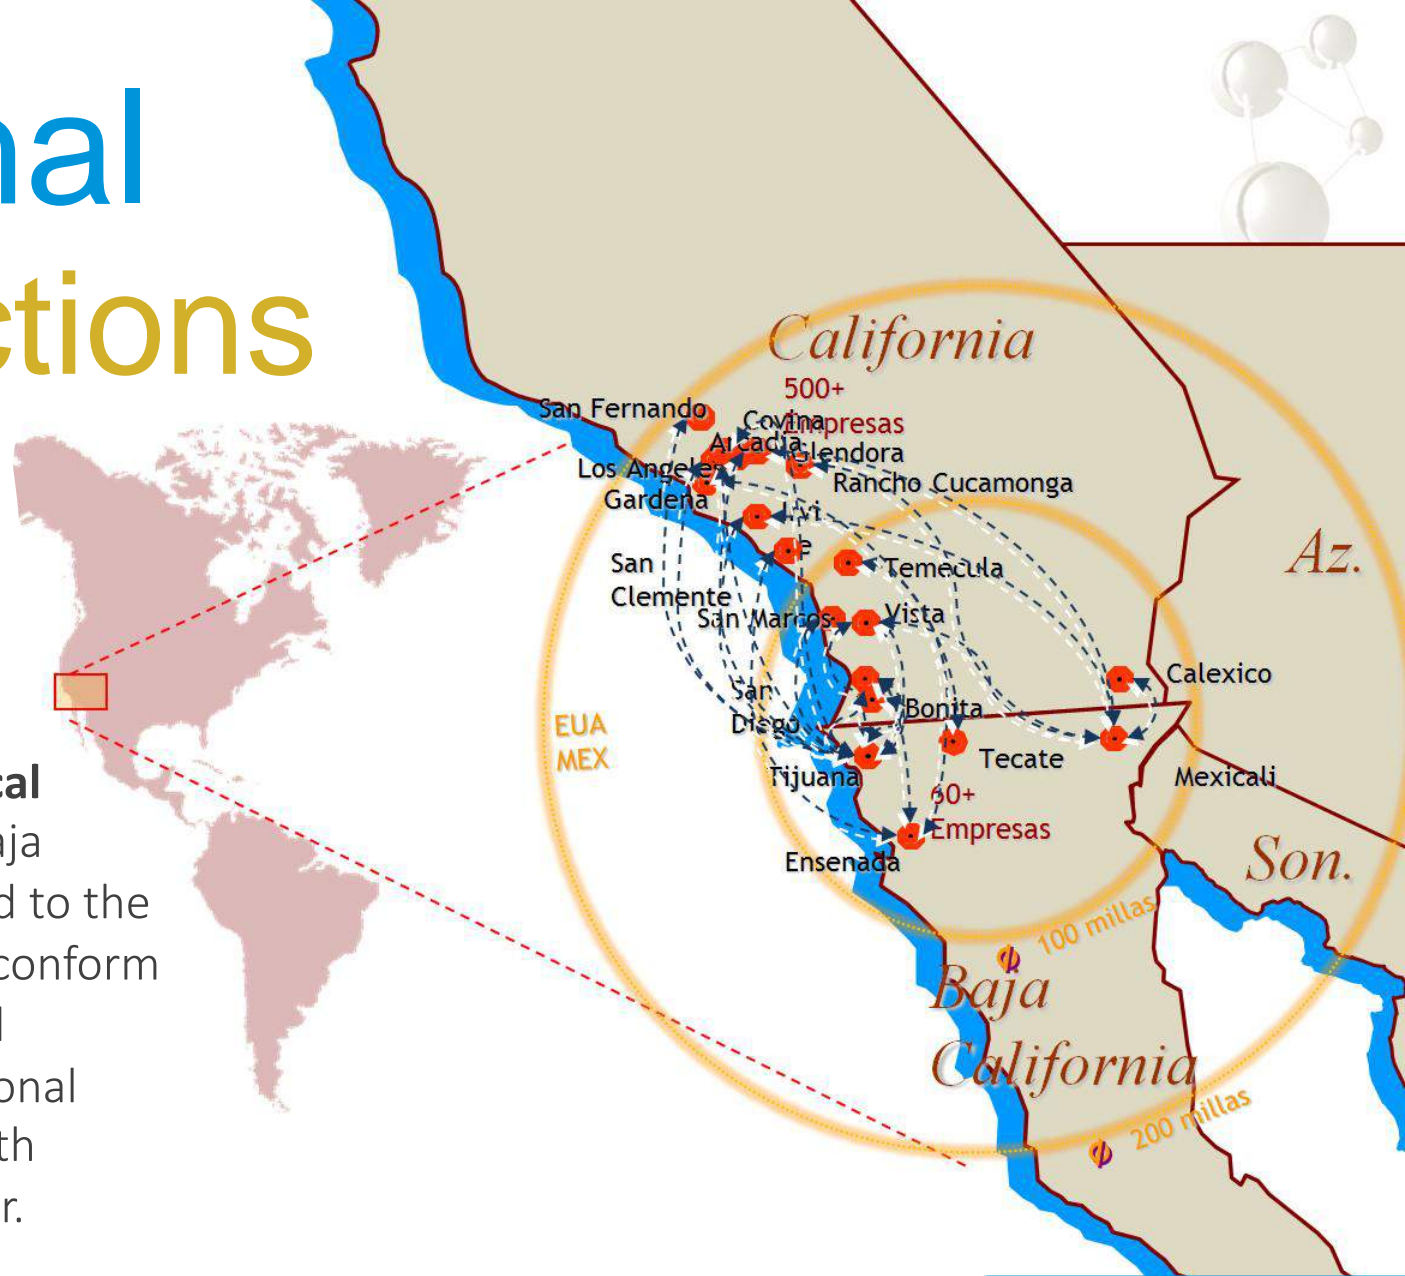 nal
ctions
California
500+
Empresas
San Fernando
Covina
Arcadia
Glendora
Los Angeles
Rancho Cucamonga
Gardena
San
Clemente
Temecula
San Marcos
Vista
Az.
Calexico
San
Diego
Bonita
EUA
MEX
Tecate
Tijuana
Mexicali
60+
Empresas
Ensenada
Son.
100 millas
Baja
California
200 millas
cal
aja
d to the
conform
onal
th
r.